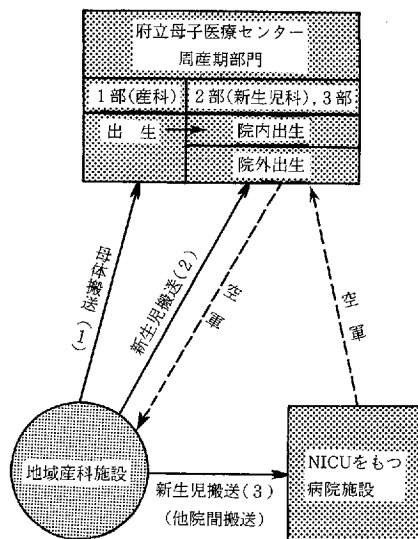 府立母子医療センター
周産期部門
1部(産科)
2部(新生児科),3部
出 生
院内出生
院外出生
母体搬送(1)
新生児搬送(2)
空 軍
空 軍
地域産科施設
新生児搬送(3)
(他院間搬送)
NICUをもつ
病院施設